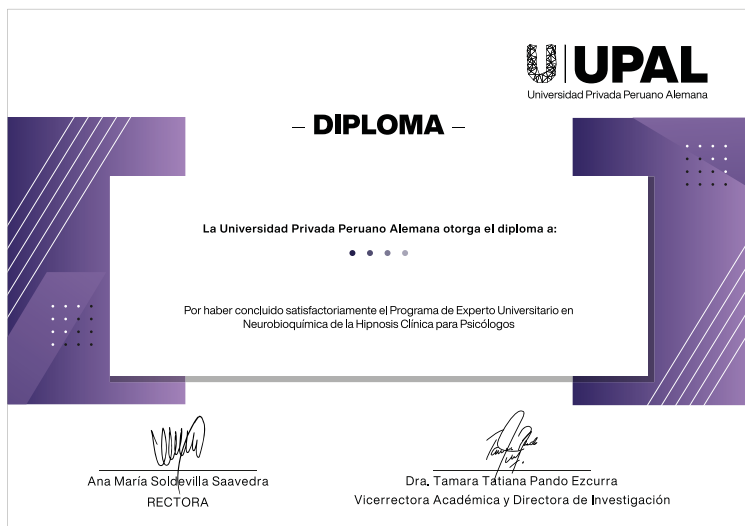 UPAL
Universidad Privada Peruano Alemana
– DIPLOMA –
La Universidad Privada Peruano Alemana otorga el diploma a:
Por haber concluido satisfactoriamente el Programa de Experto Universitario en
Neurobioquímica de la Hipnosis Clínica para Psicólogos
Ana María Soldevilla Saavedra
RECTORA
Dra. Tamara Tatiana Pando Ezcurra
Vicerrectora Académica y Directora de Investigación